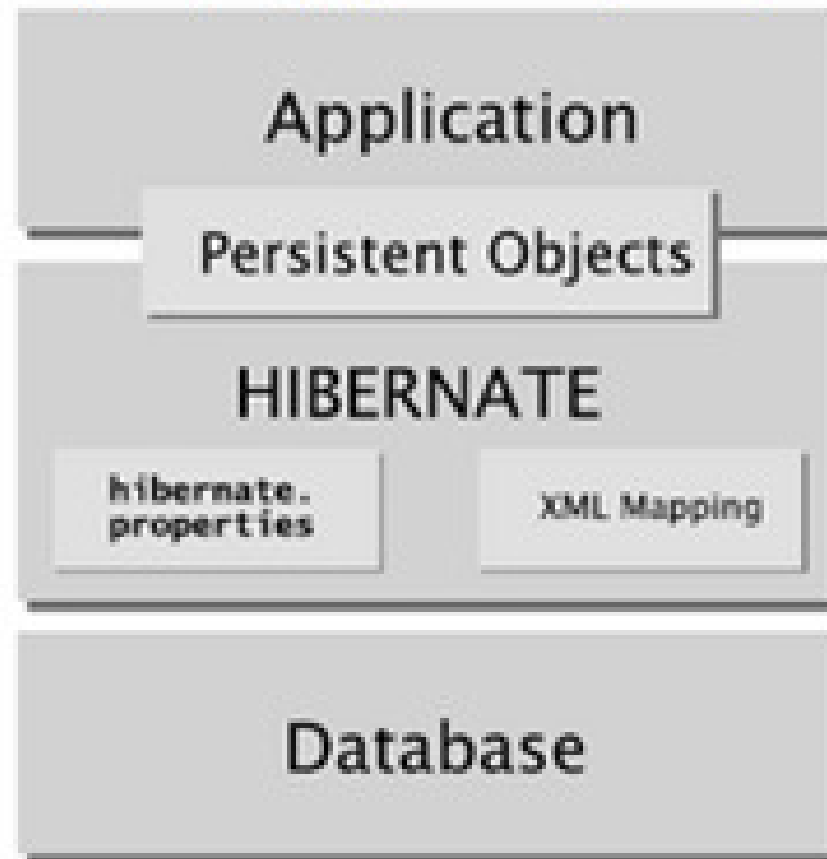 Application
Persistent Objects
HIBERNATE
hibernate.
properties
XML Mapping
Database